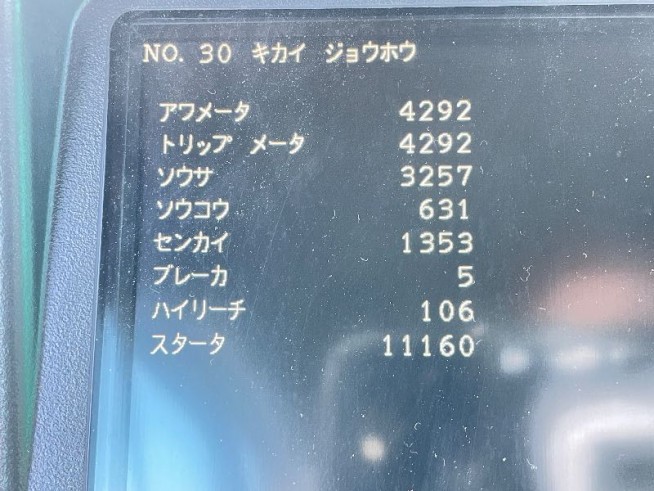 NO. 30 キカイ ジョウホウ
アワメータ 4292
トリップ メータ 4292
ソウサ 3257
ソウコウ 631
センカイ 1353
ブレーカ 5
ハイリーチ 106
スタータ 11160